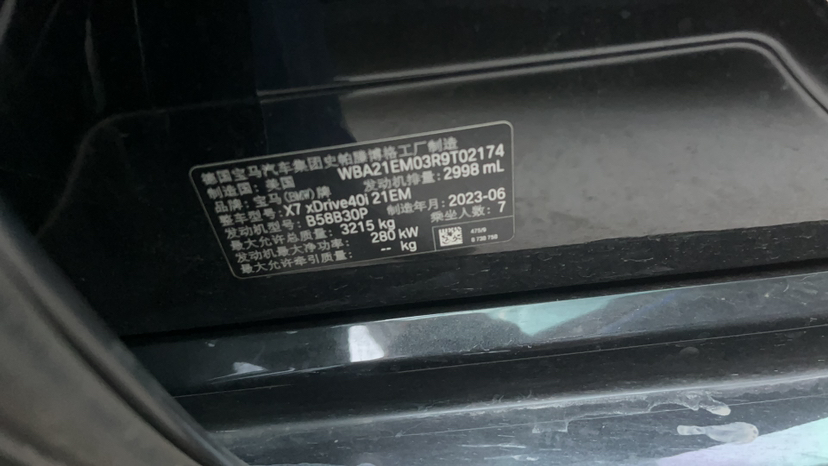 德国宝马汽车集团史帕腾博格工厂制造
制造国: 美国 WBA21EM03R9T02174
品牌: 宝马(BMW)牌 发动机排量: 2998 mL
整车型号: X7 xDrive40i 21EM
发动机型号: B58B30P 制造年月: 2023-06
最大允许总质量: 3215 kg 乘坐人数: 7
发动机最大净功率: 280 kW
最大允许牵引质量: -- kg